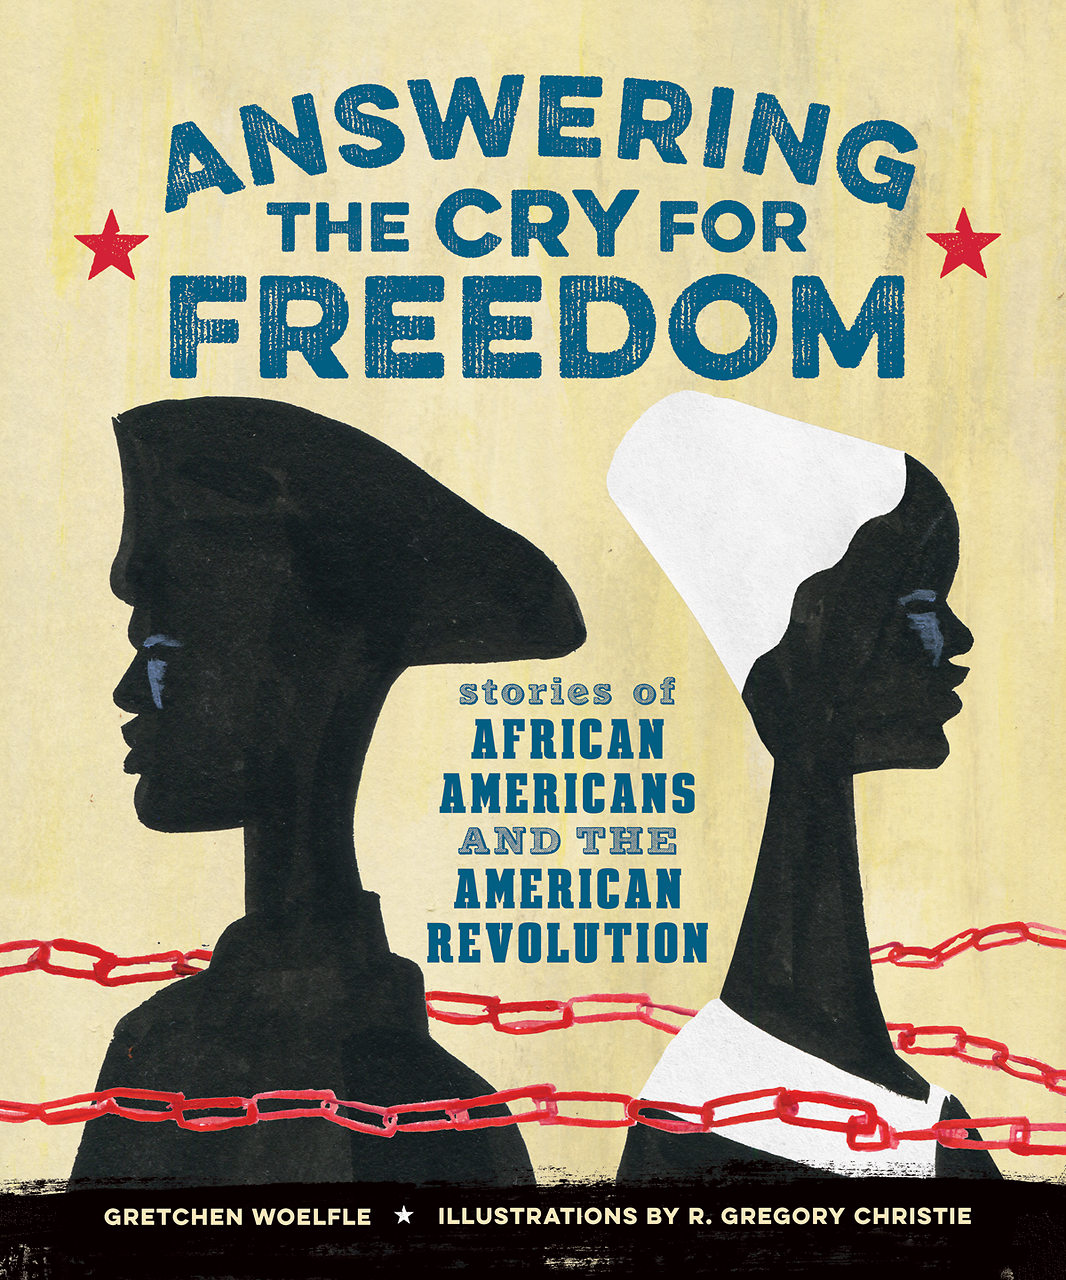 ANSWERING
THE CRY FOR
FREEDOM
stories of
AFRICAN
AMERICANS
AND THE
AMERICAN
REVOLUTION
GRETCHEN WOELFLE ★ ILLUSTRATIONS BY R. GREGORY CHRISTIE